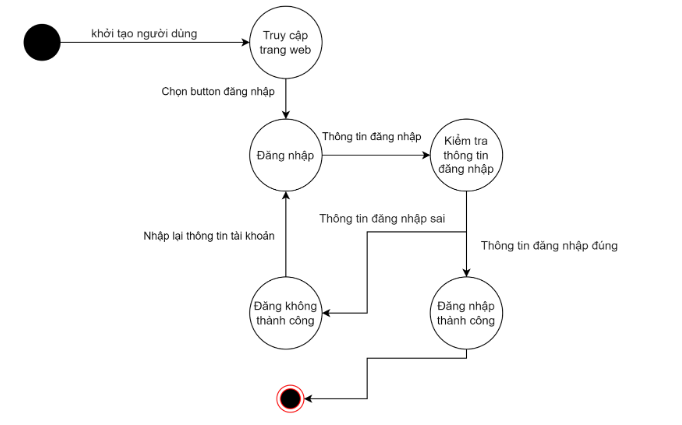 khởi tạo người dùng
Truy cập
trang web
Chọn button đăng nhập
Đăng nhập
Thông tin đăng nhập
Kiểm tra
thông tin
đăng nhập
Thông tin đăng nhập sai
Nhập lại thông tin tài khoản
Thông tin đăng nhập đúng
Đăng không
thành công
Đăng nhập
thành công